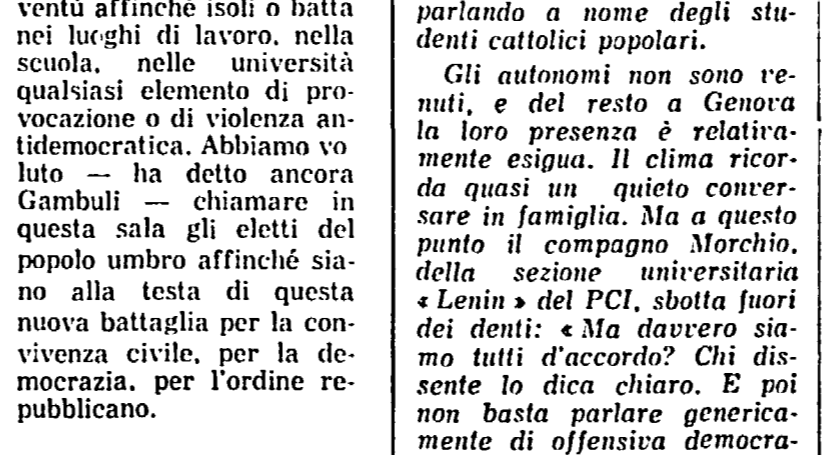 ventù affinché isoli o batta
nei luoghi di lavoro, nella
scuola, nelle università
qualsiasi elemento di pro-
vocazione o di violenza an-
tidemocratica. Abbiamo vo
luto — ha detto ancora
Gambuli — chiamare in
questa sala gli eletti del
popolo umbro affinché sia-
no alla testa di questa
nuova battaglia per la con-
vivenza civile, per la de-
mocrazia, per l'ordine re-
pubblicano.
parlando a nome degli stu-
denti cattolici popolari.
Gli autonomi non sono ve-
nuti, e del resto a Genova
la loro presenza è relativa-
mente esigua. Il clima ricor-
da quasi un quieto conver-
sare in famiglia. Ma a questo
punto il compagno Morchio,
della sezione universitaria
« Lenin » del PCI, sbotta fuori
dei denti: « Ma davvero sia-
mo tutti d'accordo? Chi dis-
sente lo dica chiaro. E poi
non basta parlare generica-
mente di offensiva democra-